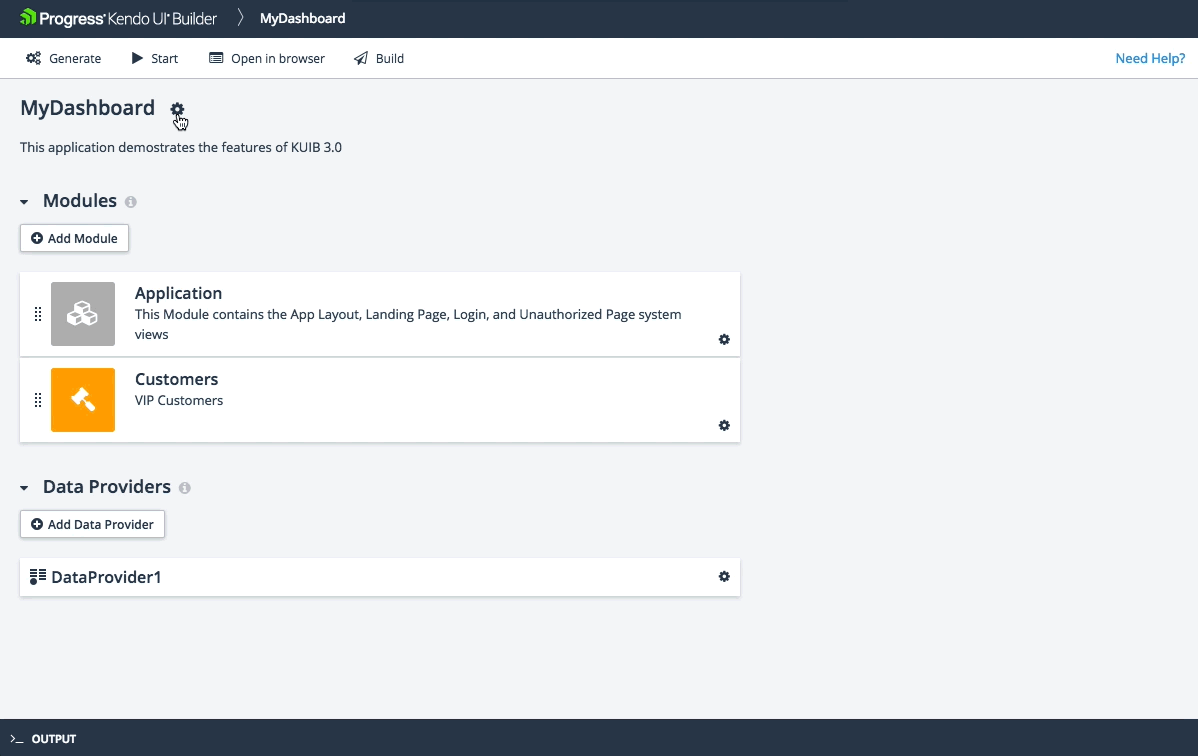 Progress Kendo UI Builder
MyDashboard
Generate
Start
Open in browser
Build
Need Help?
MyDashboard
This application demostrates the features of KUIB 3.0
Modules
Add Module
Application
This Module contains the App Layout, Landing Page, Login, and Unauthorized Page system
views
Customers
VIP Customers
Data Providers
Add Data Provider
DataProvider1
>_ OUTPUT